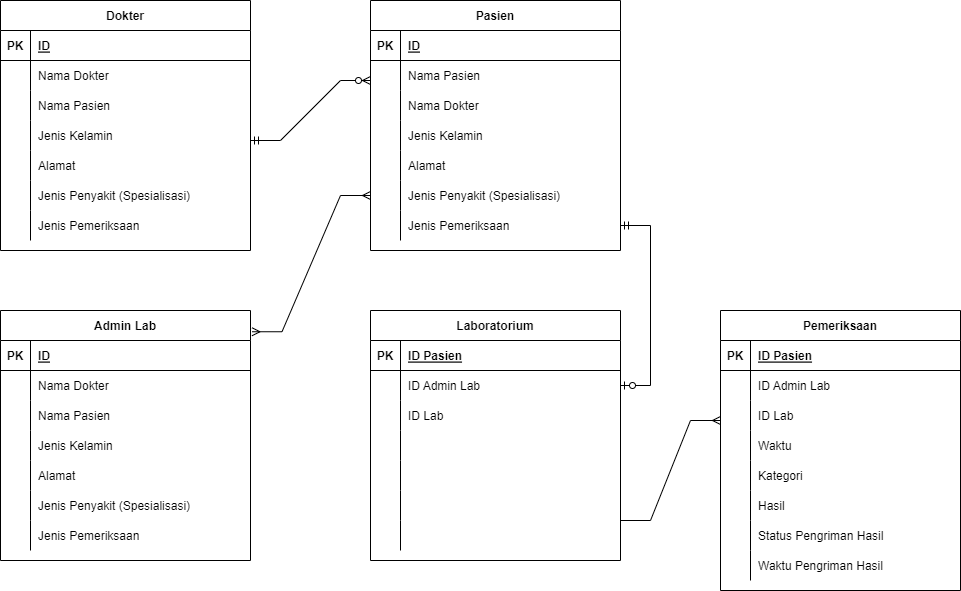 Dokter
PK ID
Nama Dokter
Nama Pasien
Jenis Kelamin
Alamat
Jenis Penyakit (Spesialisasi)
Jenis Pemeriksaan
Pasien
PK ID
Nama Pasien
Nama Dokter
Jenis Kelamin
Alamat
Jenis Penyakit (Spesialisasi)
Jenis Pemeriksaan
Admin Lab
PK ID
Nama Dokter
Nama Pasien
Jenis Kelamin
Alamat
Jenis Penyakit (Spesialisasi)
Jenis Pemeriksaan
Laboratorium
PK ID Pasien
ID Admin Lab
ID Lab
Pemeriksaan
PK ID Pasien
ID Admin Lab
ID Lab
Waktu
Kategori
Hasil
Status Pengriman Hasil
Waktu Pengriman Hasil